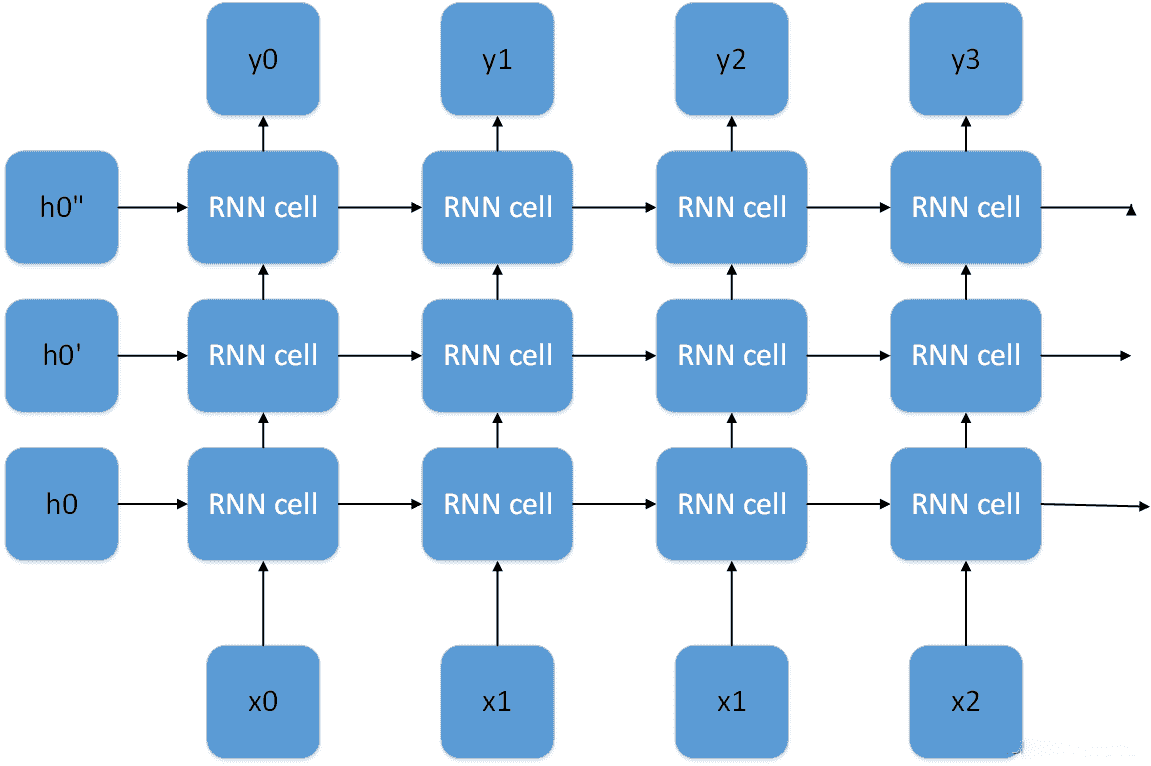 y0 y1 y2 y3
h0" RNN cell RNN cell RNN cell RNN cell
h0' RNN cell RNN cell RNN cell RNN cell
h0 RNN cell RNN cell RNN cell RNN cell
x0 x1 x1 x2